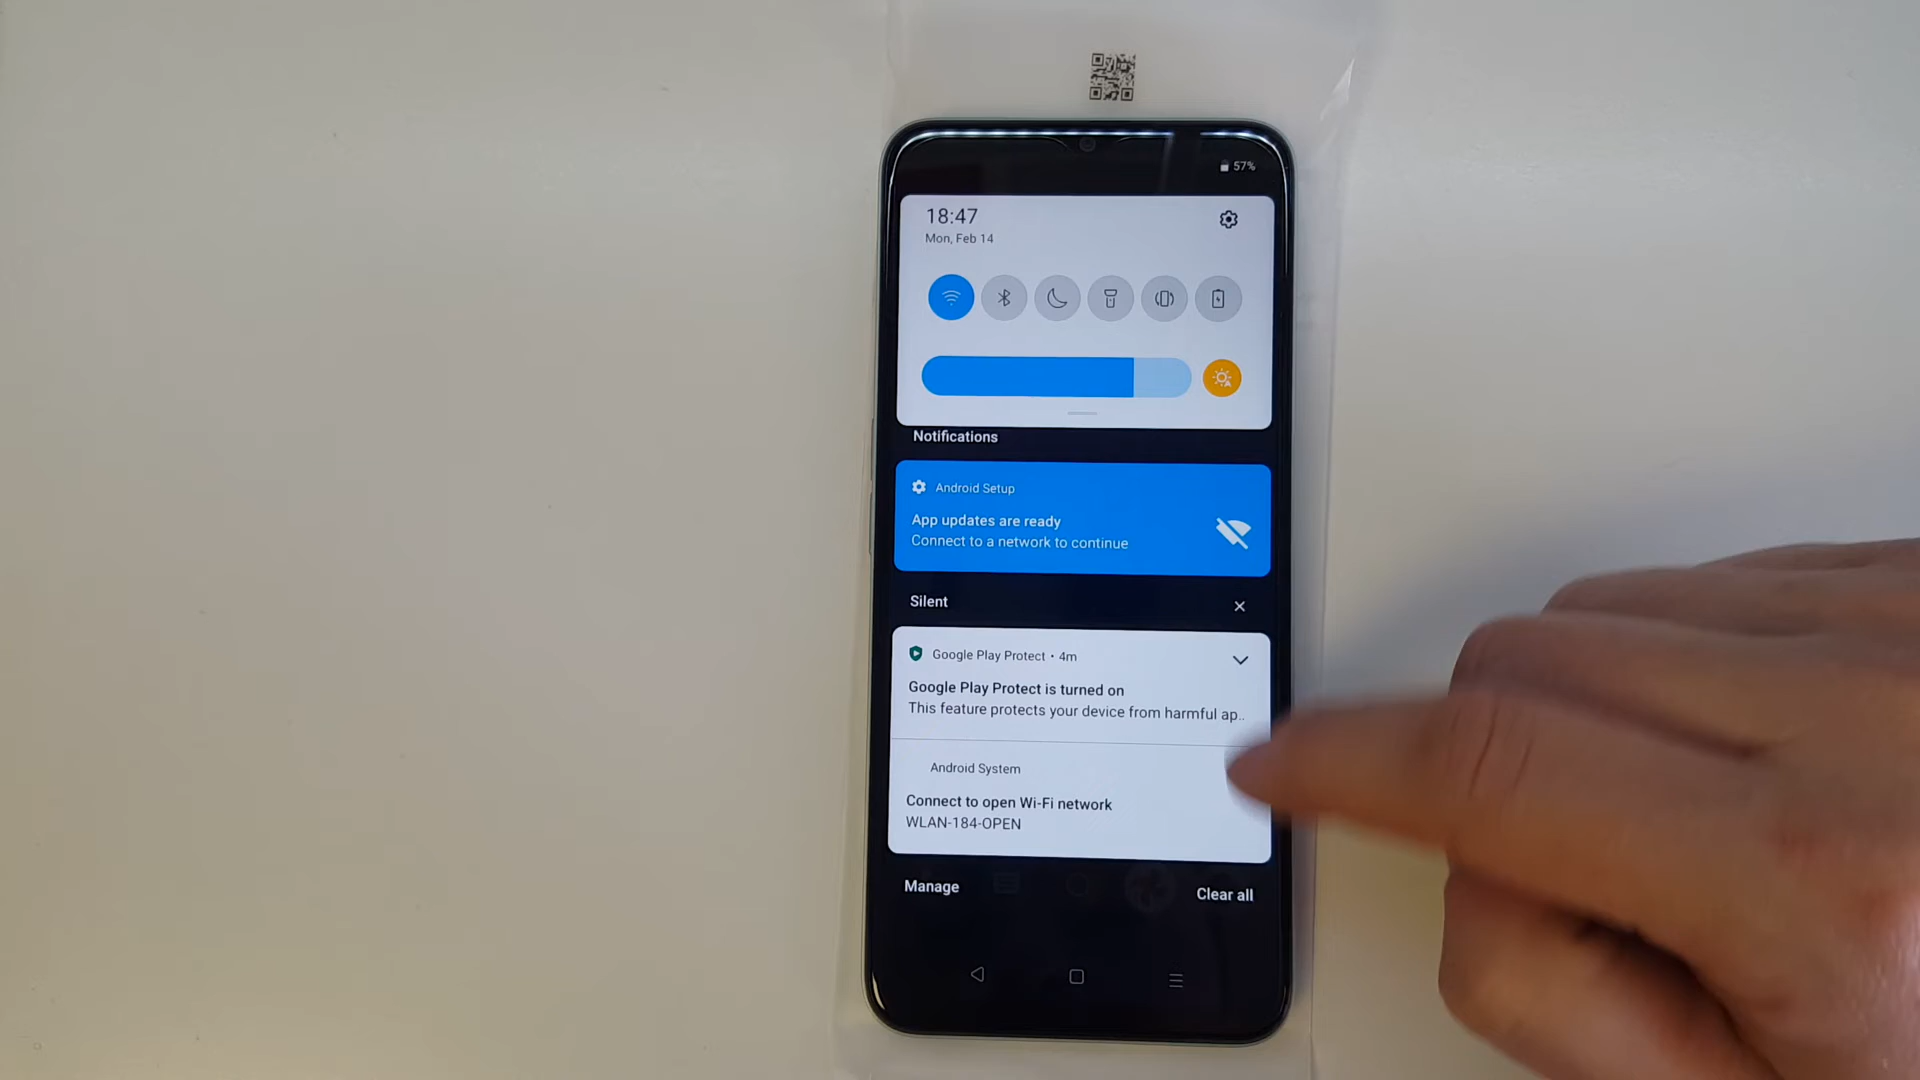 57%
18:47
Mon, Feb 14
Notifications
Android Setup
App updates are ready
Connect to a network to continue
Silent
Google Play Protect • 4m
Google Play Protect is turned on
This feature protects your device from harmful ap..
Android System
Connect to open Wi-Fi network
WLAN-184-OPEN
Manage
Clear all